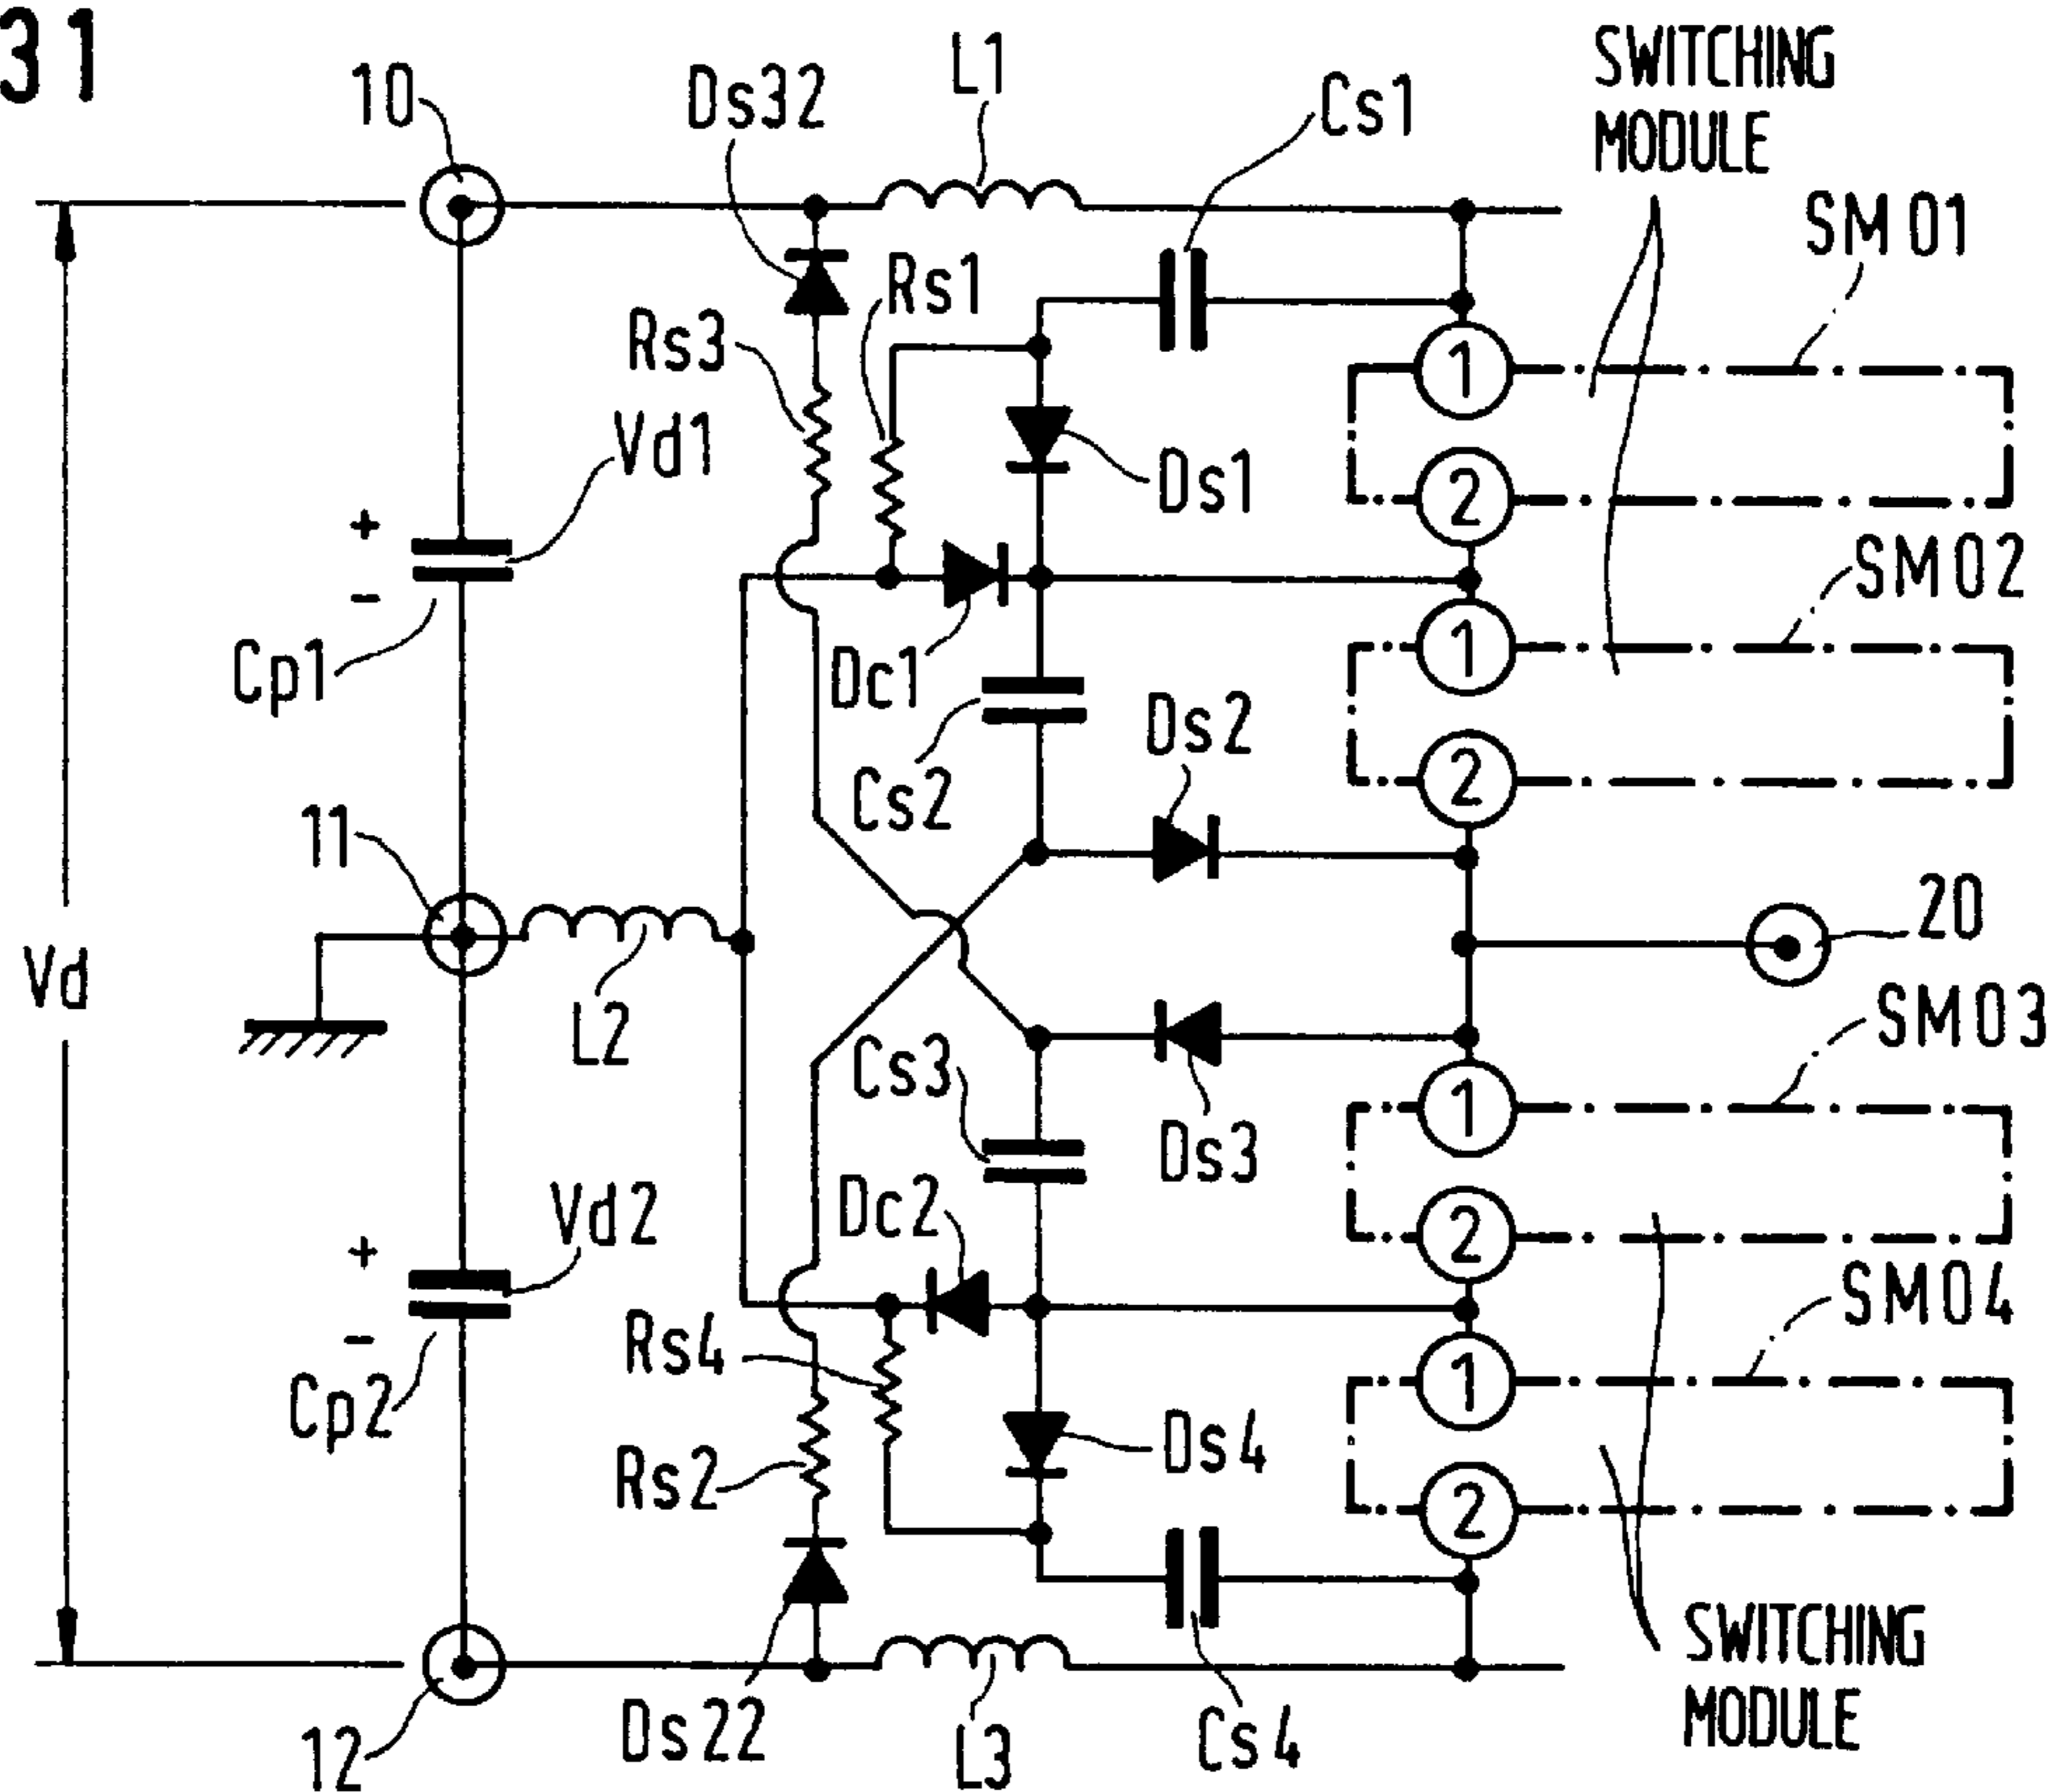 31
SWITCHING
MODULE
L1
10
Ds32
Cs1
SM01
Rs1
Rs3
1
Vd1
Ds1
2
+
SM02
-
Cp1
Dc1
1
Ds2
Cs2
2
11
20
Vd
L2
SM03
Cs3
1
Ds3
Dc2
Vd2
2
+
SM04
-
Rs4
1
Cp2
Ds4
Rs2
2
SWITCHING
MODULE
Ds22
12
L3
Cs4